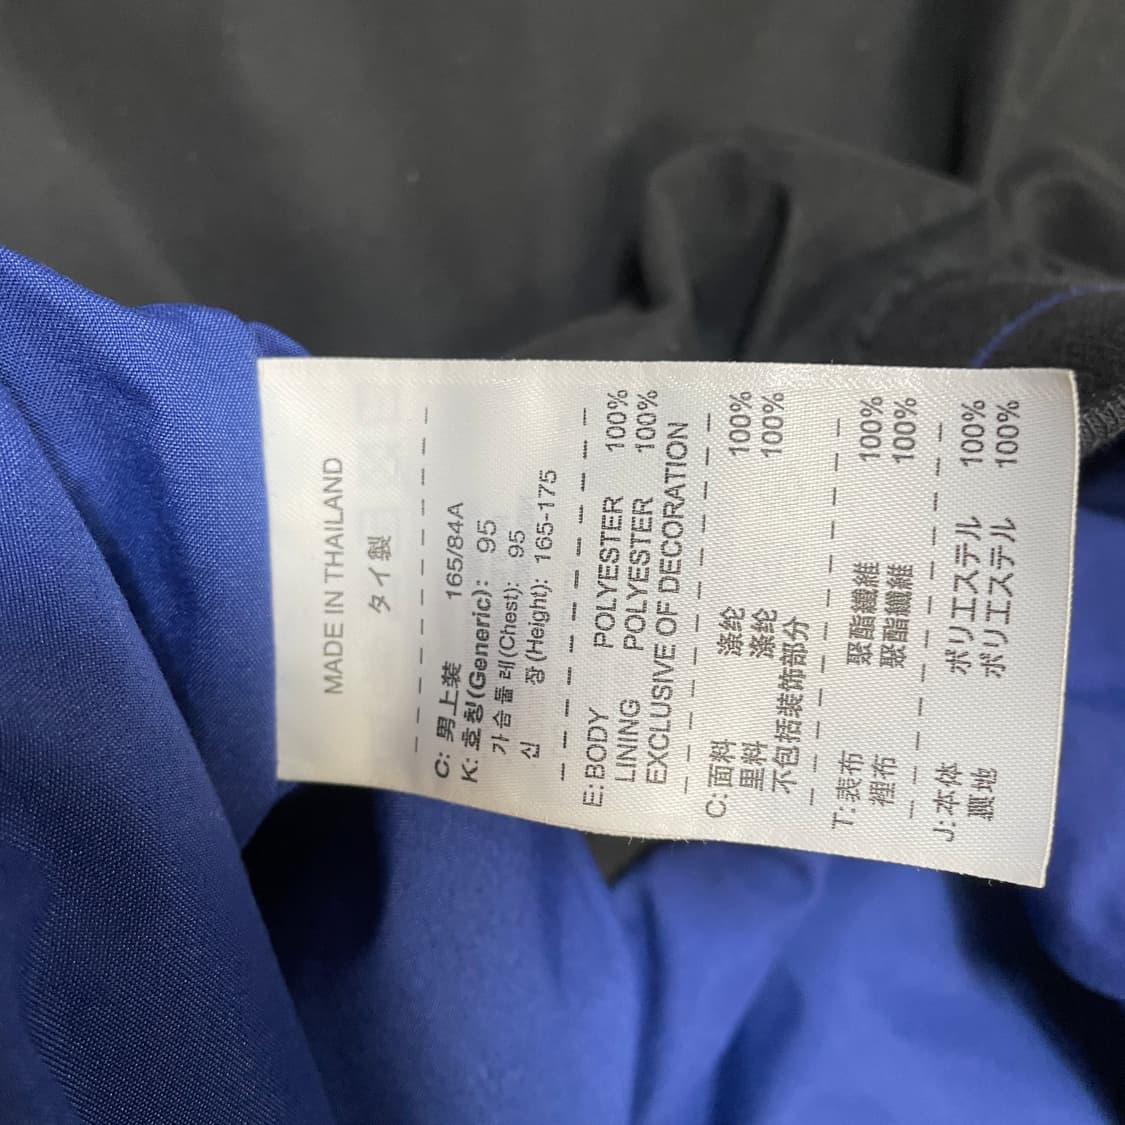 MADE IN THAILAND
タイ製
C: 男上装 165/84A
K: 호칭(Generic): 95
가슴둘레(Chest): 95
신 장(Height): 165-175
E: BODY POLYESTER 100%
LINING POLYESTER 100%
EXCLUSIVE OF DECORATION
C: 面料 涤纶 100%
里料 涤纶 100%
不包括装饰部分
T: 表布 聚酯纖維 100%
裡布 聚酯纖維 100%
J: 本体 ポリエステル 100%
裏地 ポリエステル 100%